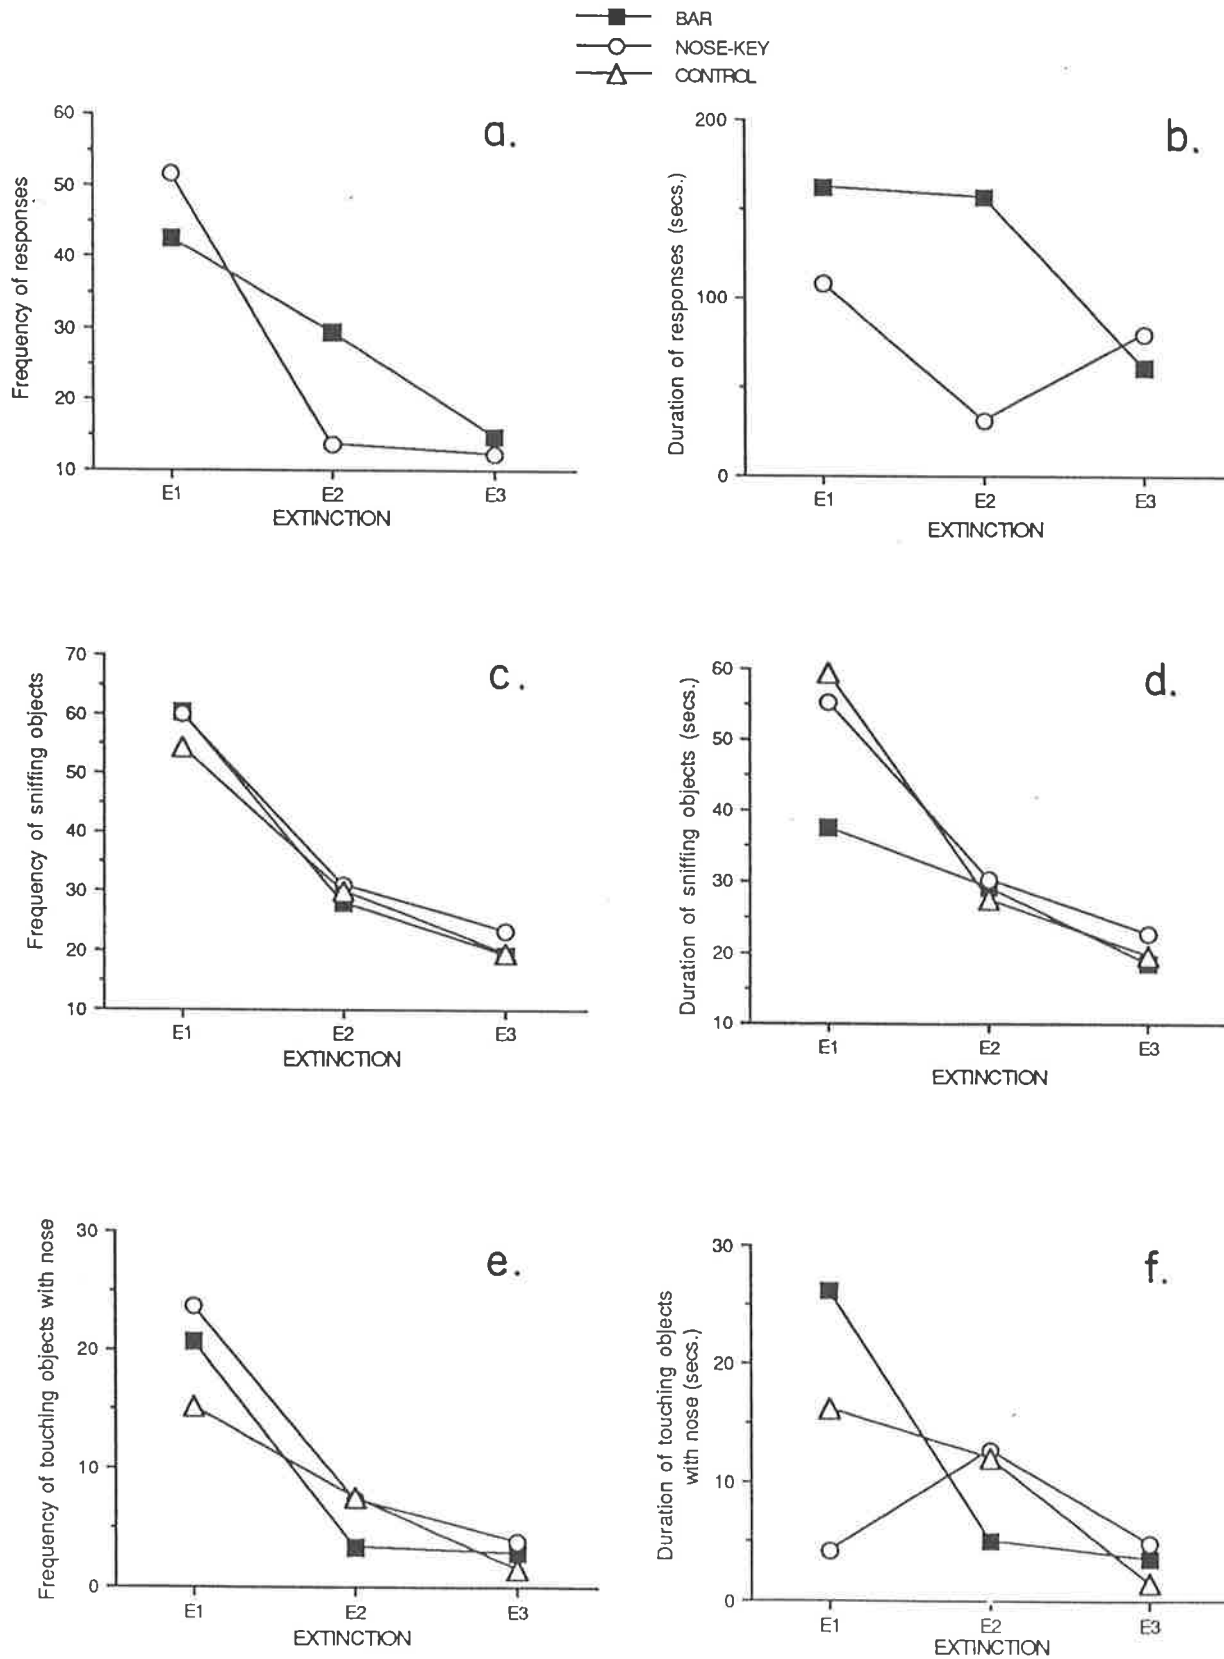 BAR
NOSE-KEY
CONTROL
a.
Frequency of responses
60
50
40
30
20
10
E1 E2 E3
EXTINCTION
b.
Duration of responses (secs.)
200
100
0
E1 E2 E3
EXTINCTION
c.
Frequency of sniffing objects
70
60
50
40
30
20
10
E1 E2 E3
EXTINCTION
d.
Duration of sniffing objects (secs.)
60
50
40
30
20
10
E1 E2 E3
EXTINCTION
e.
Frequency of touching objects with nose
30
20
10
0
E1 E2 E3
EXTINCTION
f.
Duration of touching objects
with nose (secs.)
30
20
10
0
E1 E2 E3
EXTINCTION